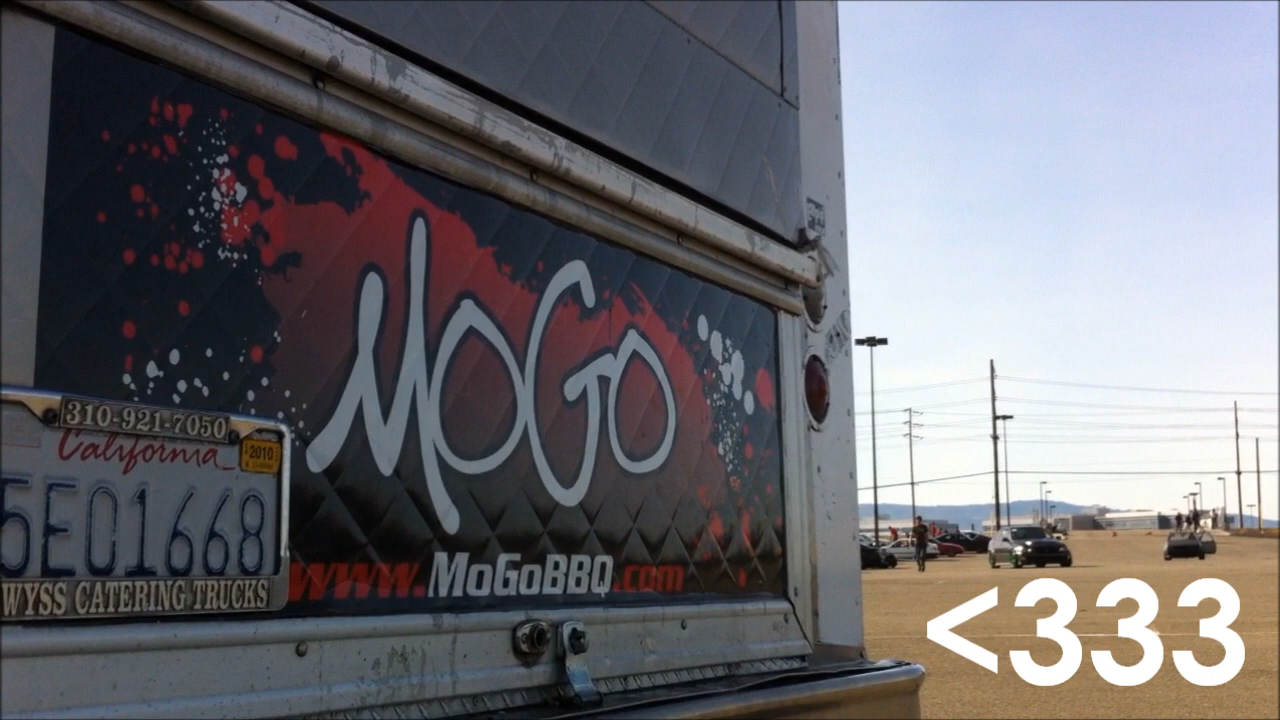 MoGo
310-921-7050
California
2010
5E01668
WYSS CATERING TRUCKS
www.MoGoBBQ.com
<333